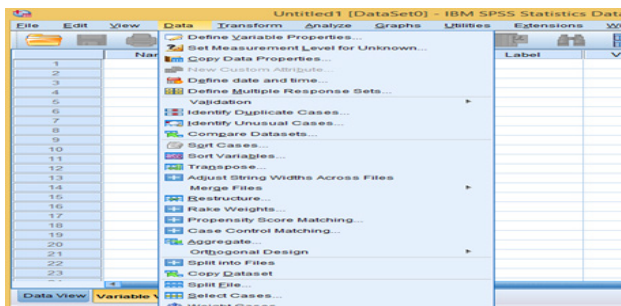 Untitled1 [DataSet0] - IBM SPSS Statistics Data
File Edit View Data Transform Analyze Graphs Utilities Extensions
Define Variable Properties...
Set Measurement Level for Unknown...
Label
1 Copy Data Properties...
2 New Custom Attribute...
3 Define date and time...
4 Define Multiple Response Sets...
5 Validation
6 Identify Duplicate Cases...
7 Identify Unusual Cases...
8 Compare Datasets...
9 Sort Cases...
10 Sort Variables...
11 Transpose...
12 Adjust String Widths Across Files
13 Merge Files
14 Restructure...
15 Rake Weights...
16 Propensity Score Matching...
17 Case Control Matching...
18 Aggregate...
19 Orthogonal Design
20 Split into Files
21 Copy Dataset
22 Split File...
23 Select Cases...
Data View Variable V
Weight Cases...